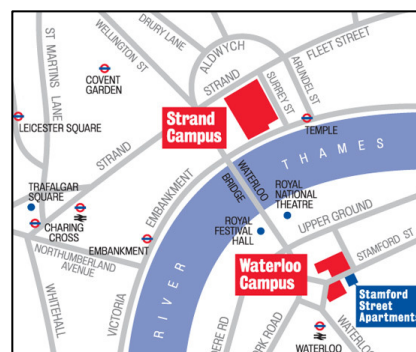 ST MARTINS LANE
WELLINGTON ST
DRURY LANE
ALDWYCH
FLEET STREET
STRAND
SURREY ST
ARUNDEL ST
COVENT
GARDEN
LEICESTER SQUARE
Strand
Campus
TEMPLE
STRAND
THAMES
EMBANKMENT
WATERLOO
BRIDGE
TRAFALGAR
SQUARE
ROYAL
NATIONAL
THEATRE
CHARING
CROSS
ROYAL
FESTIVAL
HALL
UPPER GROUND
EMBANKMENT
NORTHUMBERLAND
AVENUE
STAMFORD ST
Waterloo
Campus
RIVER
WHITEHALL
VICTORIA
Stamford
Street
Apartments
ROAD
WATERLOO
WATERLOO